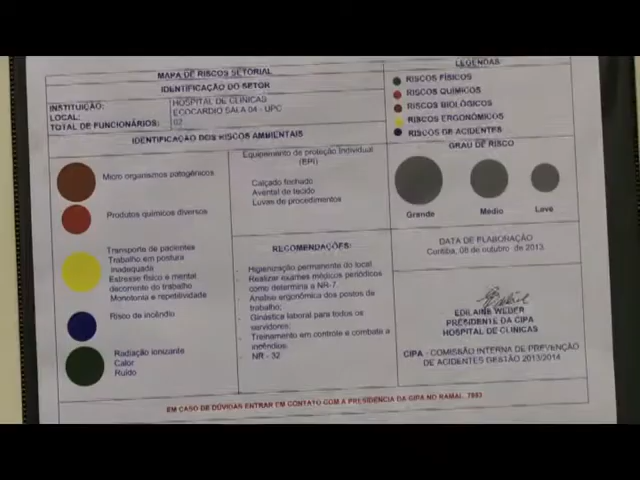 MAPA DE RISCOS SETORIAL
IDENTIFICAÇÃO DO SETOR
INSTITUIÇÃO: HOSPITAL DE CLINICAS
LOCAL: ECOCARDIO SALA 04 - UPC
TOTAL DE FUNCIONÁRIOS: 02
IDENTIFICAÇÃO DOS RISCOS AMBIENTAIS
Micro organismos patogênicos
Produtos quimicos diversos
Transporte de pacientes
Trabalho em postura
inadequada
Estresse físico e mental
decorrente do trabalho
Monotonia e repetitividade
Risco de incêndio
Radiação ionizante
Calor
Ruído
Equipamento de proteção Individual
(EPI)
Calçado fechado
Avental de tecido
Luvas de procedimentos
RECOMENDAÇÕES:
- Higienização permanente do local
- Realizar exames médicos periódicos
como determina a NR-7.
- Analise ergonômica dos postos de
trabalho;
- Ginástica laboral para todos os
servidores;
- Treinamento em controle e combate a
incêndios.
- NR - 32
LEGENDAS
RISCOS FÍSICOS
RISCOS QUÍMICOS
RISCOS BIOLÓGICOS
RISCOS ERGONÔMICOS
RISCOS DE ACIDENTES
GRAU DE RISCO
Grande Médio Leve
DATA DE ELABORAÇÃO
Curitiba, 08 de outubro de 2013.
EDILAINE WEBER
PRESIDENTE DA CIPA
HOSPITAL DE CLINICAS
CIPA - COMISSÃO INTERNA DE PREVENÇÃO
DE ACIDENTES GESTÃO 2013/2014
EM CASO DE DÚVIDAS ENTRAR EM CONTATO COM A PRESIDENCIA DA CIPA NO RAMAL: